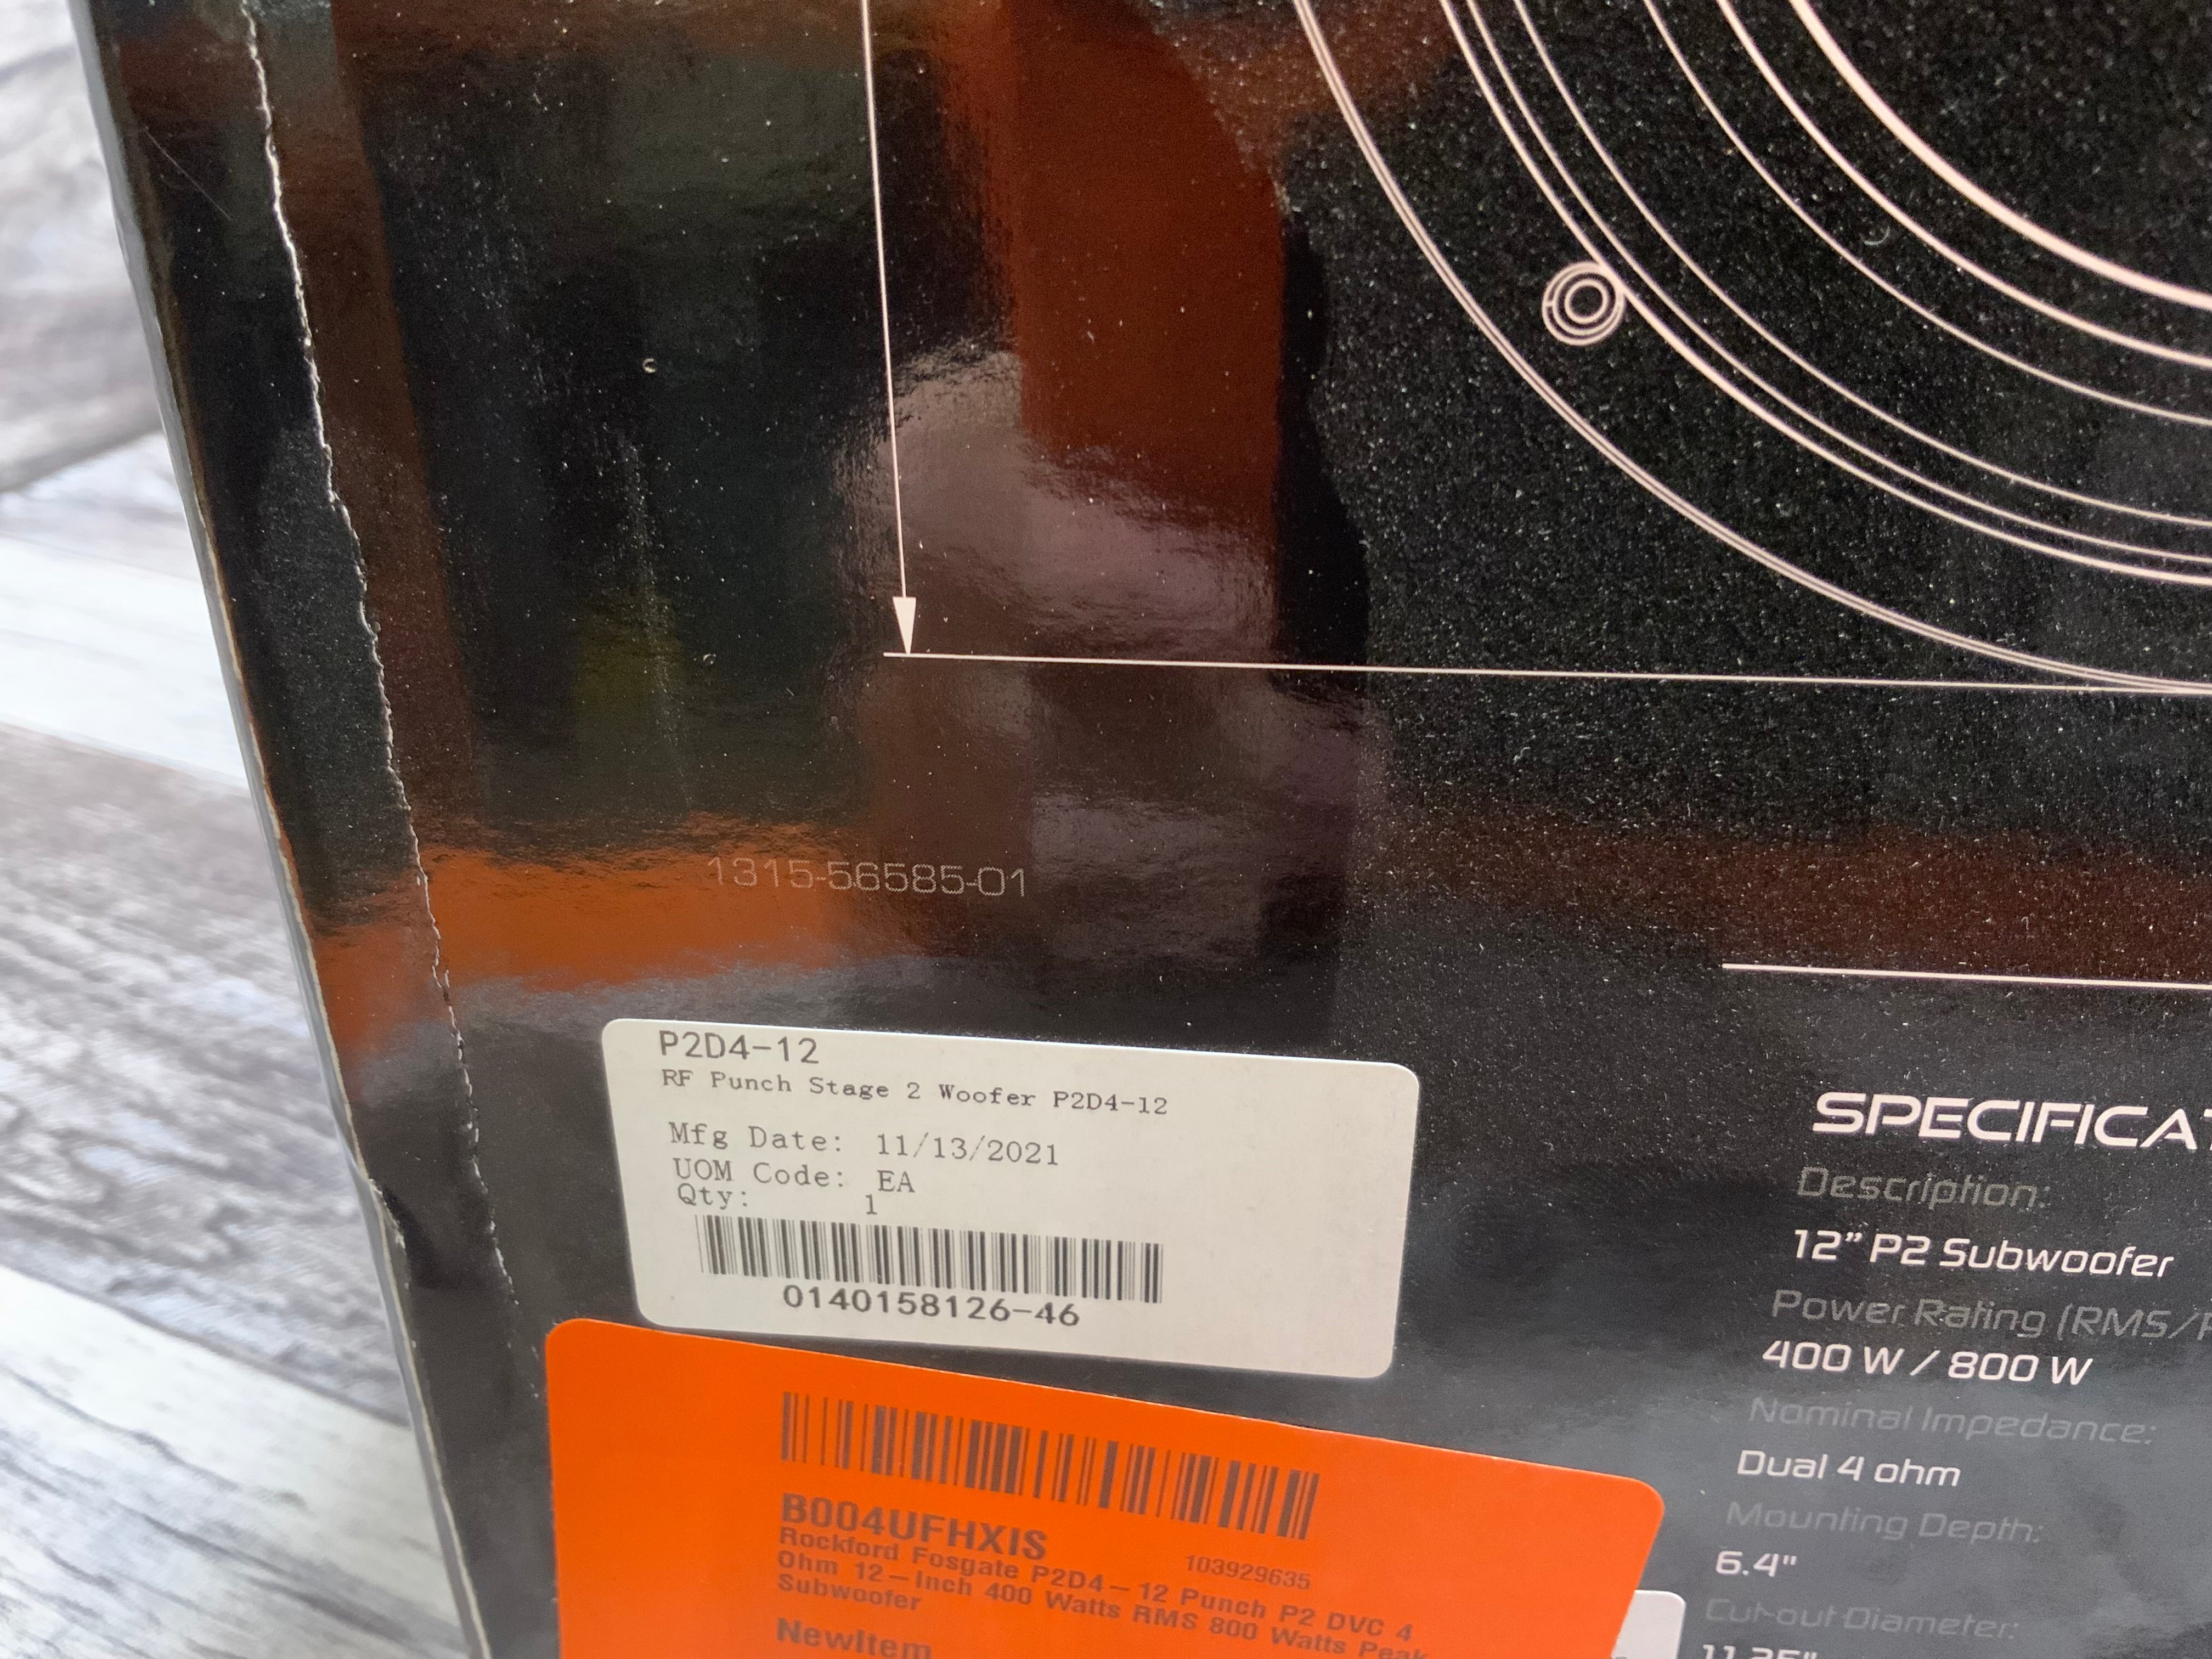 1315-56585-01
P2D4-12
RF Punch Stage 2 Woofer P2D4-12
Mfg Date: 11/13/2021
UOM Code: EA
Qty: 1
0140158126-46
B004UFHXIS
103929635
Rockford Fosgate P2D4-12 Punch P2 DVC 4
Ohm 12-Inch 400 Watts RMS 800 Watts Peak
Subwoofer
NewItem
SPECIFICA
Description:
12" P2 Subwoofer
Power Rating (RMS/
400 W / 800 W
Nominal Impedance:
Dual 4 ohm
Mounting Depth:
6.4"
Cut-out Diameter: